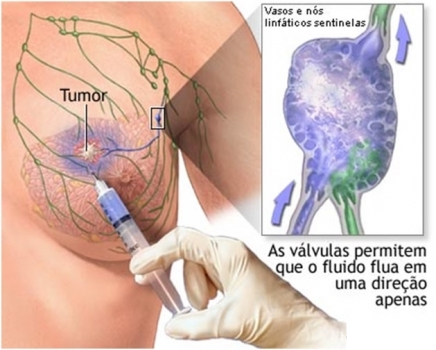 Vasos e nós
linfáticos sentinelas
Tumor
As válvulas permitem
que o fluido flua em
uma direção
apenas